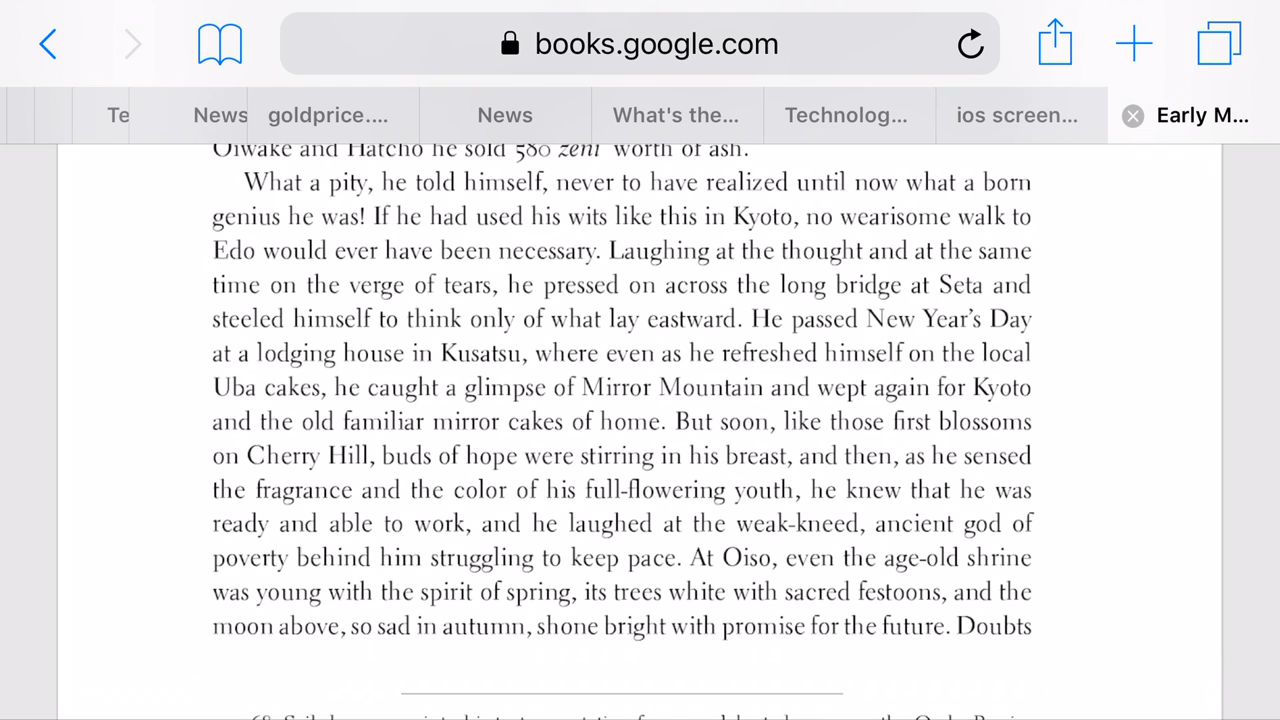 books.google.com
Te
News
goldprice....
News
What's the...
Technolog...
ios screen...
Early M...
Oiwake and Hatcho he sold 580 zeni worth of ash.
What a pity, he told himself, never to have realized until now what a born
genius he was! If he had used his wits like this in Kyoto, no wearisome walk to
Edo would ever have been necessary. Laughing at the thought and at the same
time on the verge of tears, he pressed on across the long bridge at Seta and
steeled himself to think only of what lay eastward. He passed New Year's Day
at a lodging house in Kusatsu, where even as he refreshed himself on the local
Uba cakes, he caught a glimpse of Mirror Mountain and wept again for Kyoto
and the old familiar mirror cakes of home. But soon, like those first blossoms
on Cherry Hill, buds of hope were stirring in his breast, and then, as he sensed
the fragrance and the color of his full-flowering youth, he knew that he was
ready and able to work, and he laughed at the weak-kneed, ancient god of
poverty behind him struggling to keep pace. At Oiso, even the age-old shrine
was young with the spirit of spring, its trees white with sacred festoons, and the
moon above, so sad in autumn, shone bright with promise for the future. Doubts